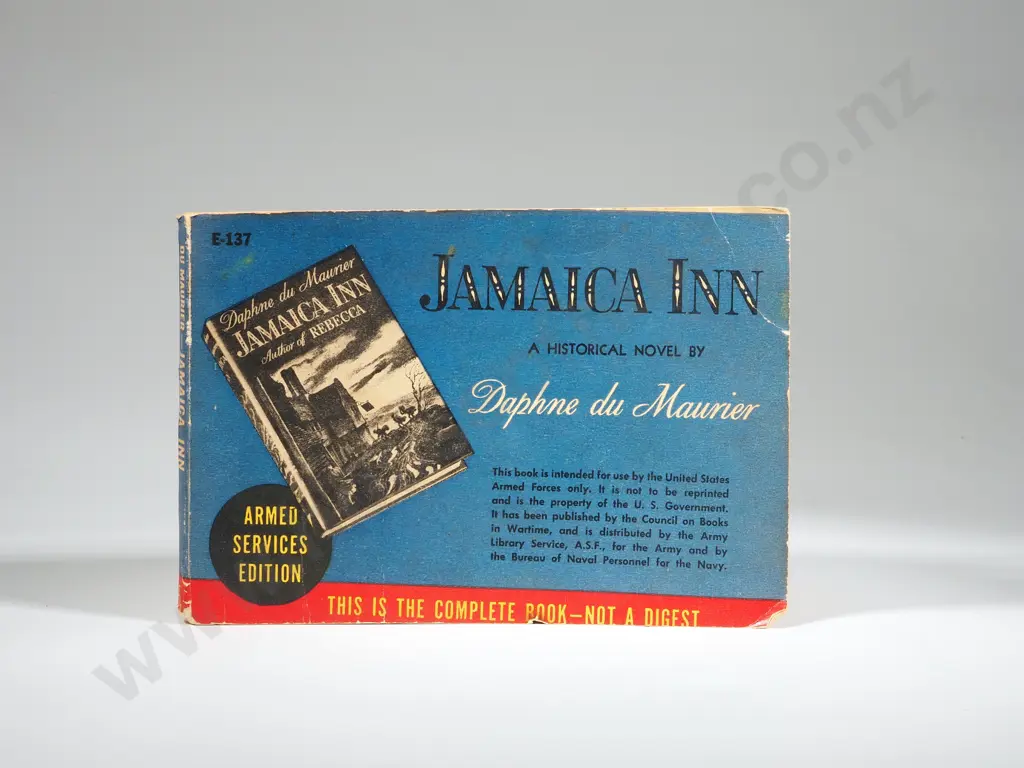 E-137
DU MAURIER JAMAICA INN
Daphne du Maurier
JAMAICA INN
Author of REBECCA
JAMAICA INN
A HISTORICAL NOVEL BY
Daphne du Maurier
This book is intended for use by the United States
Armed Forces only. It is not to be reprinted
and is the property of the U. S. Government.
It has been published by the Council on Books
in Wartime, and is distributed by the Army
Library Service, A.S.F., for the Army and by
the Bureau of Naval Personnel for the Navy.
ARMED
SERVICES
EDITION
THIS IS THE COMPLETE BOOK—NOT A DIGEST
co.nz